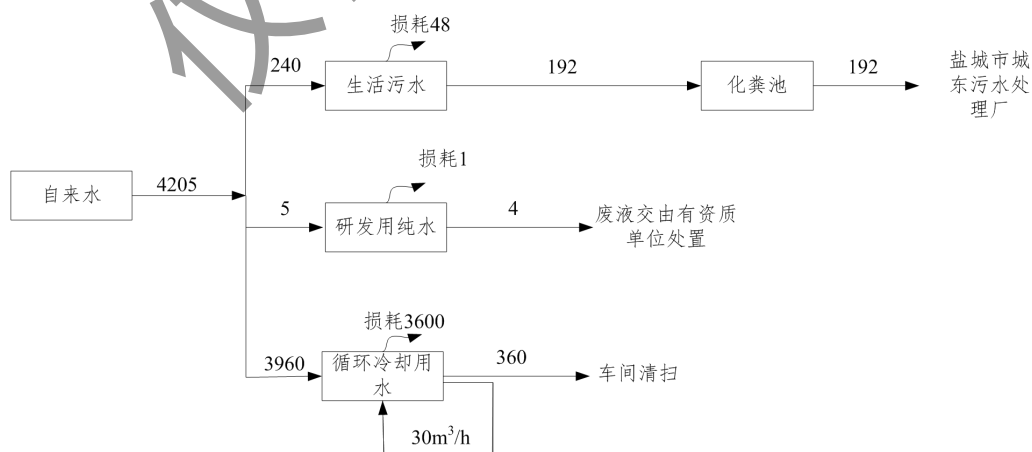 损耗48
240
生活污水
192
化粪池
192
盐城市城
东污水处
理厂
自来水
4205
损耗1
5
研发用纯水
4
废液交由有资质
单位处置
损耗3600
3960
循环冷却用
水
360
车间清扫
30m³/h